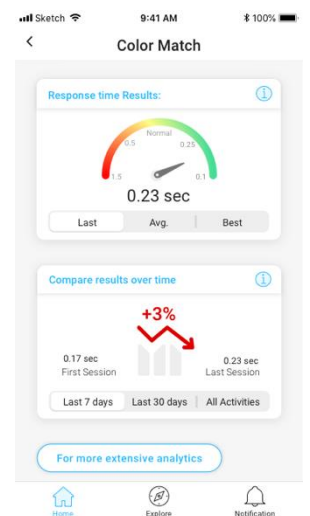 Sketch
9:41 AM
100%
Color Match
Response time Results:
Normal
0.5
0.25
1.5
0.1
0.23 sec
Last
Avg.
Best
Compare results over time
+3%
0.17 sec
First Session
0.23 sec
Last Session
Last 7 days
Last 30 days
All Activities
For more extensive analytics
Home
Explore
Notification